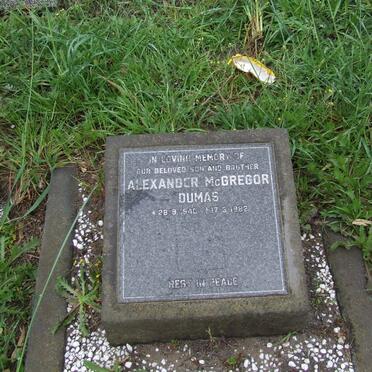 IN LOVING MEMORY OF
OUR BELOVED SON AND BROTHER
ALEXANDER McGREGOR
DUMAS
REST IN PEACE